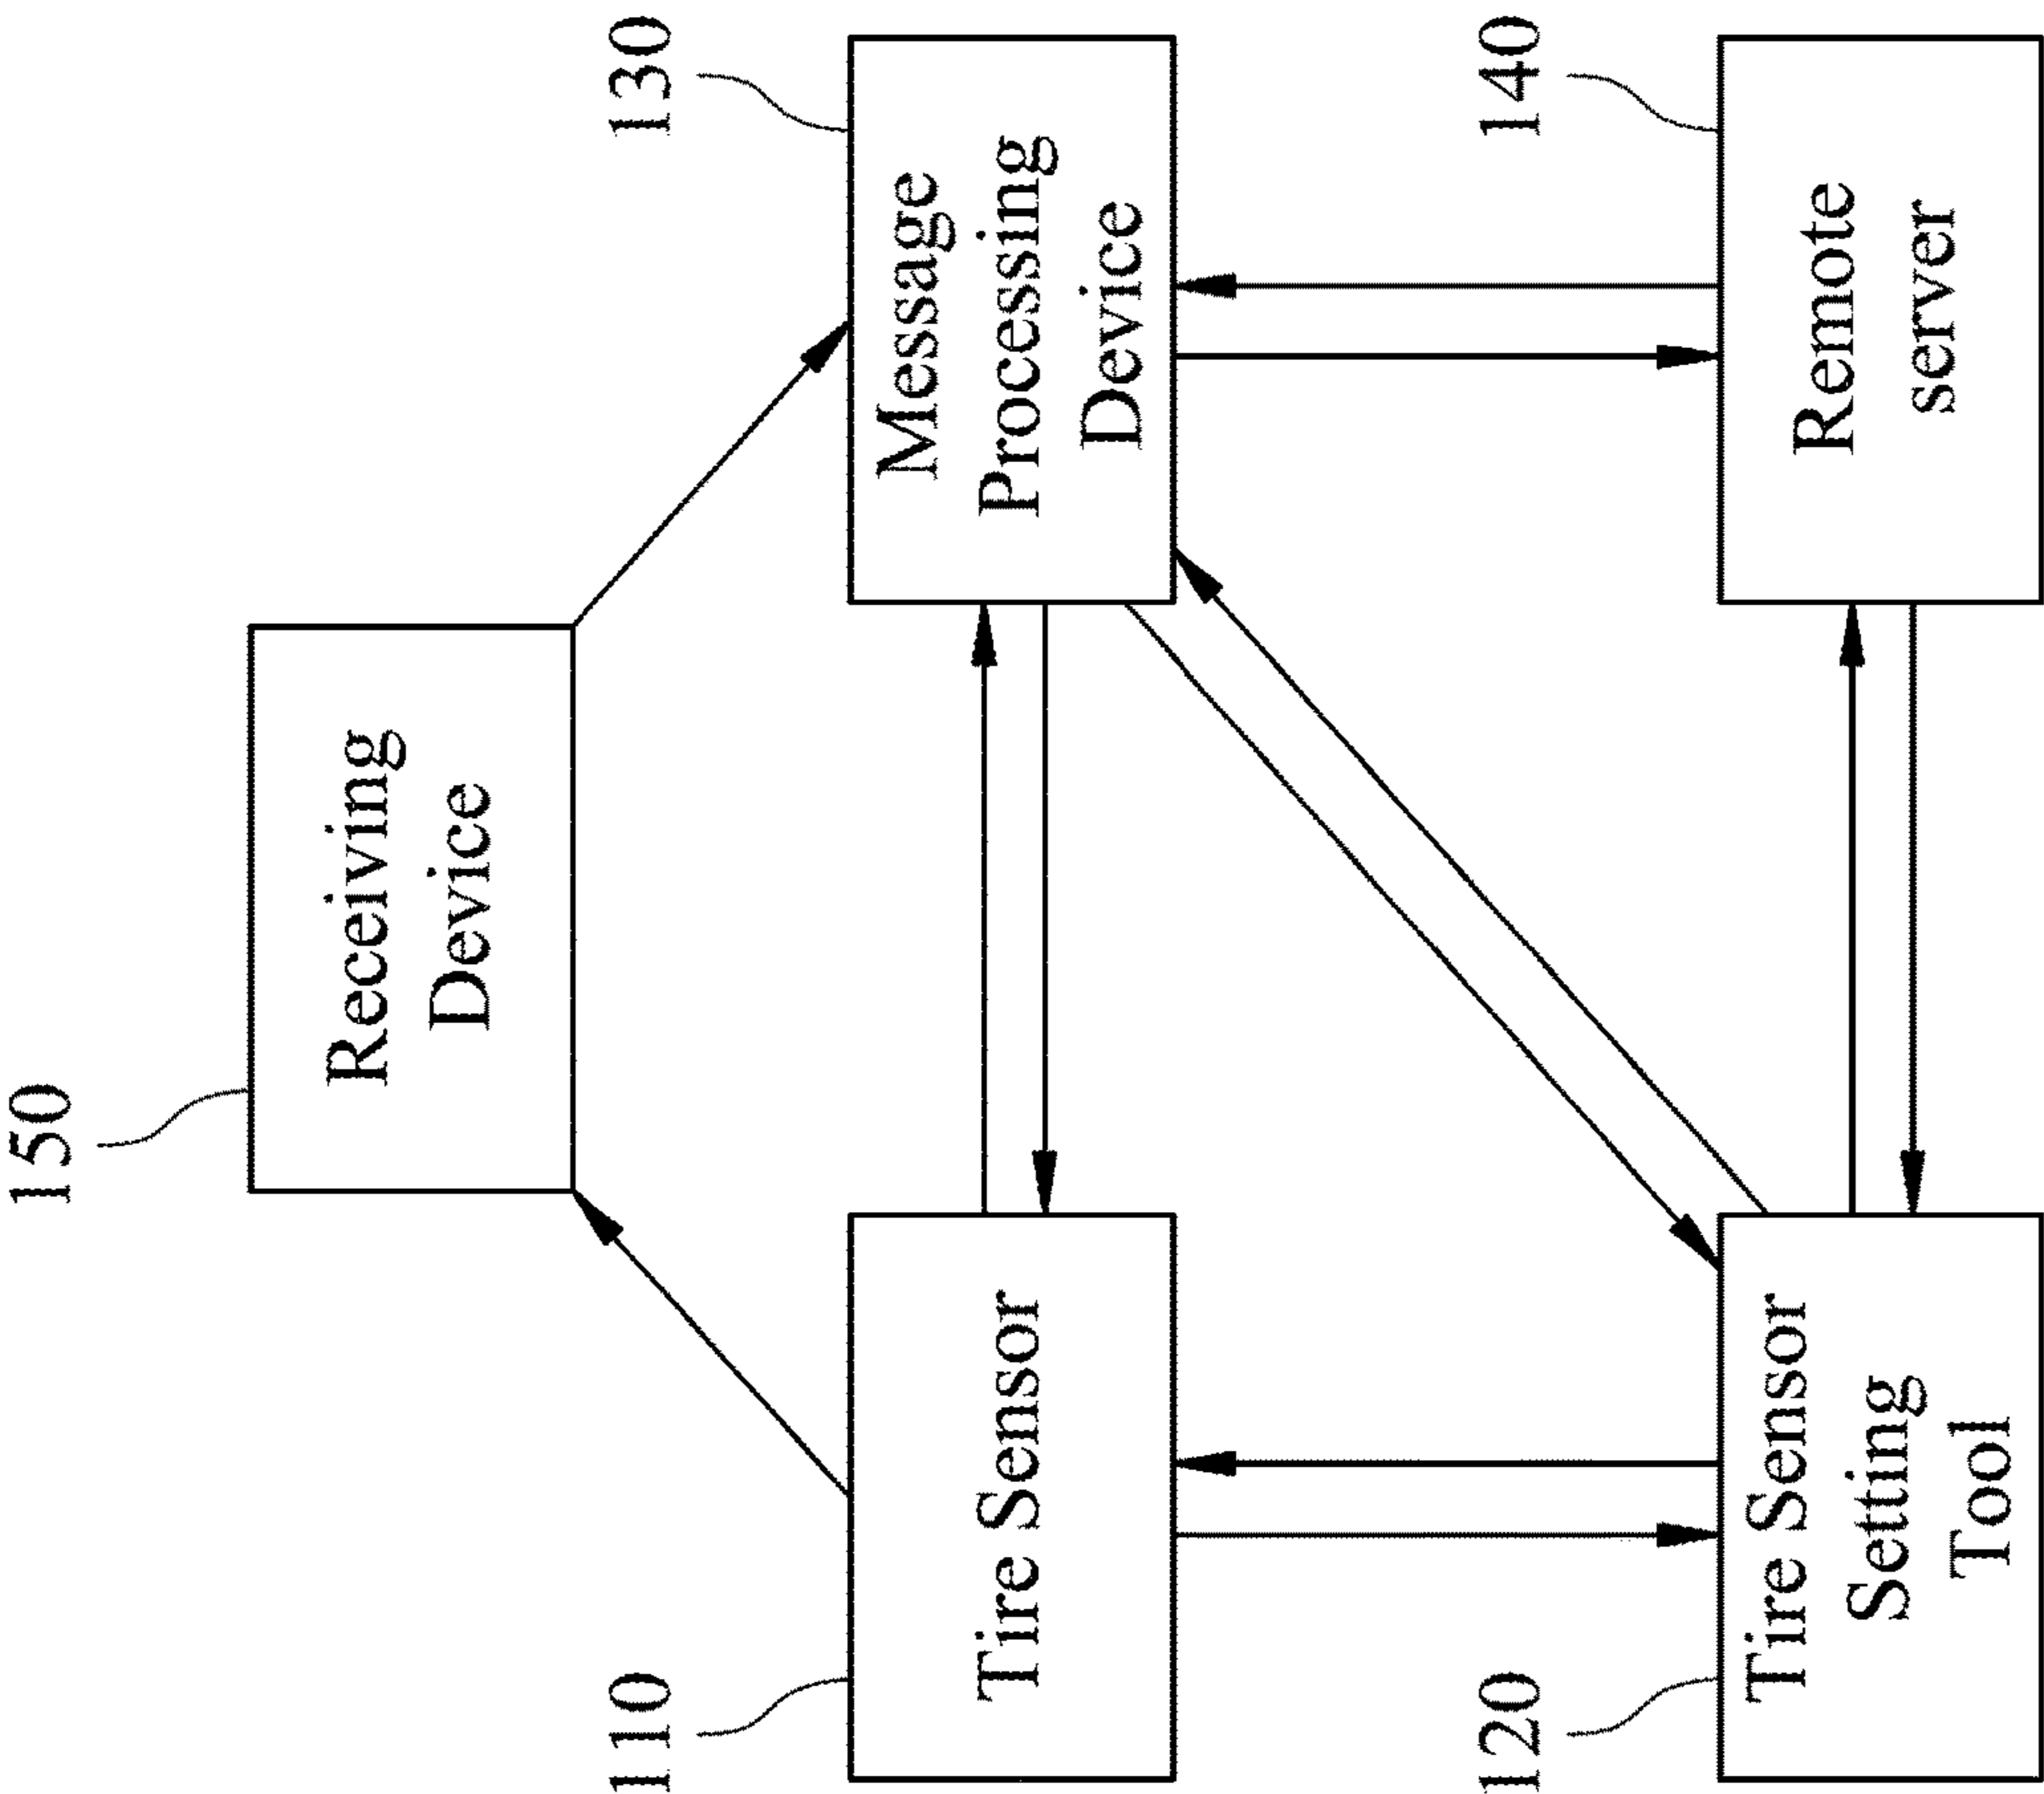 150
Receiving
Device
110
Tire Sensor
130
Message
Processing
Device
120
Tire Sensor
Setting
Tool
140
Remote
server